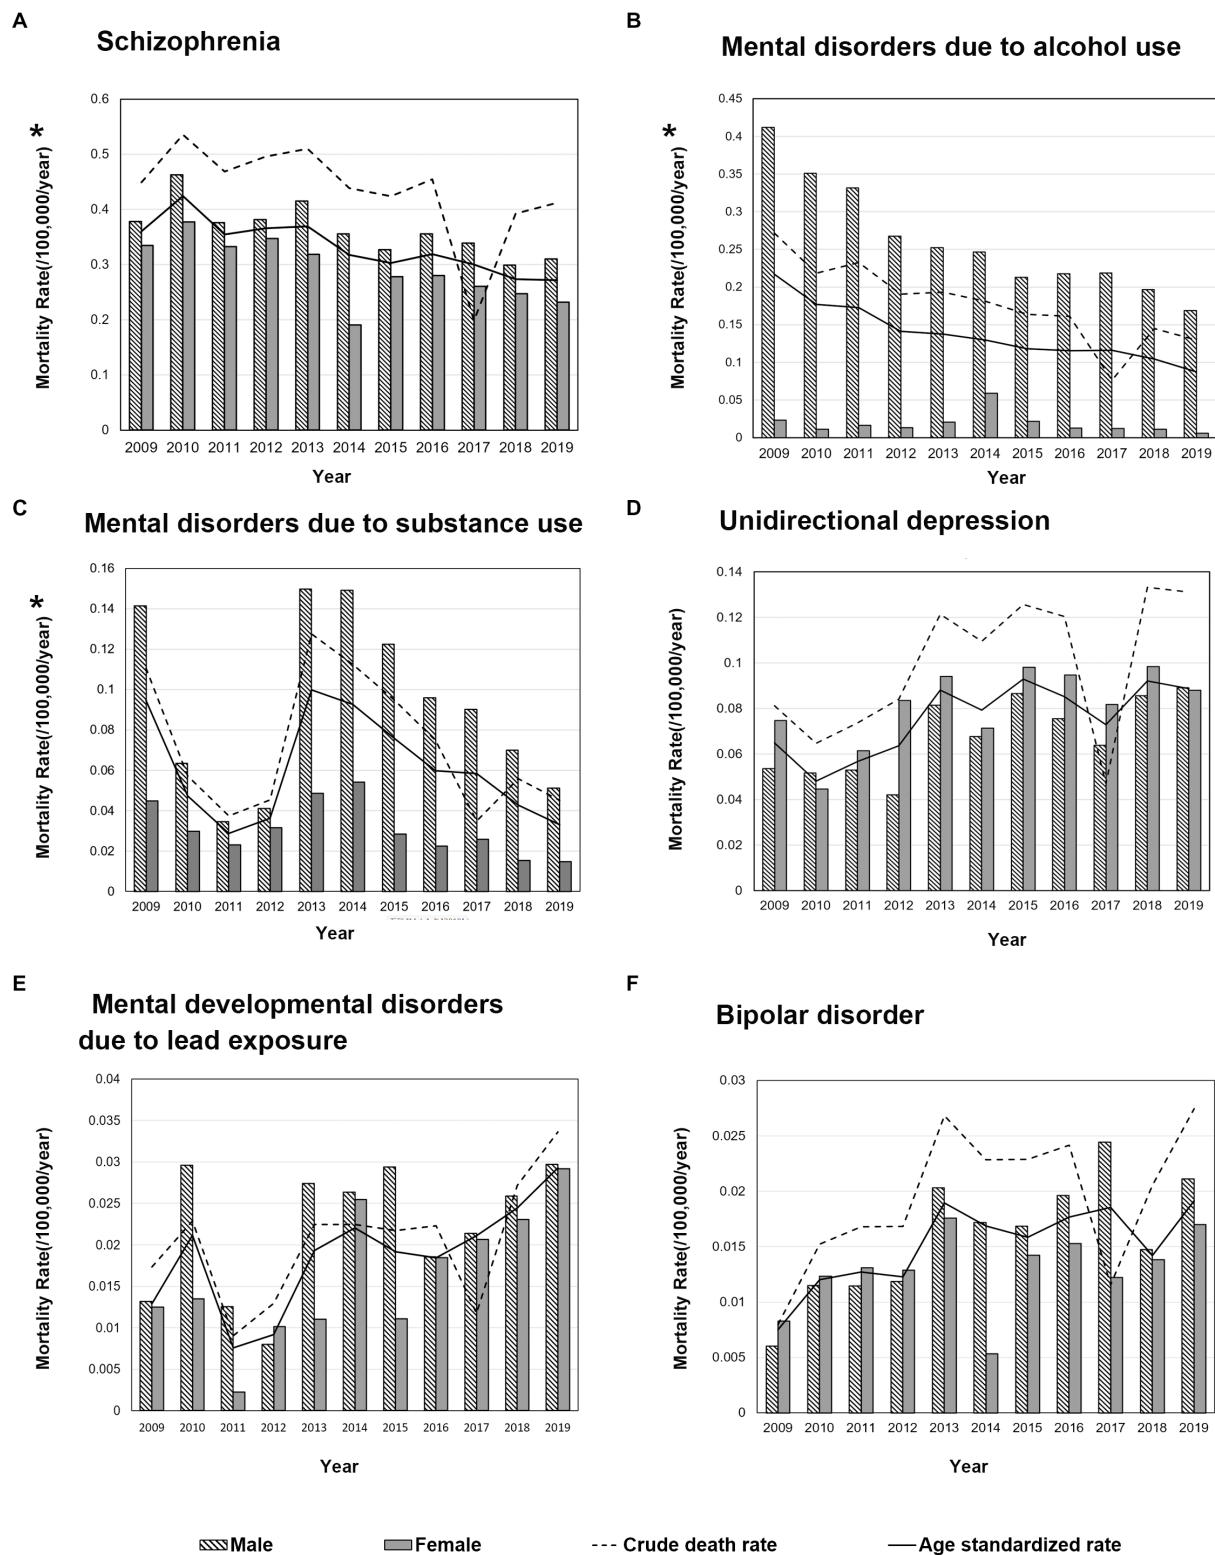 A
Schizophrenia
*
Mortality Rate(/100,000/year)
0.6
0.5
0.4
0.3
0.2
0.1
0
2009 2010 2011 2012 2013 2014 2015 2016 2017 2018 2019
Year
B
Mental disorders due to alcohol use
*
Mortality Rate(/100,000/year)
0.45
0.4
0.35
0.3
0.25
0.2
0.15
0.1
0.05
0
2009 2010 2011 2012 2013 2014 2015 2016 2017 2018 2019
Year
C
Mental disorders due to substance use
*
Mortality Rate(/100,000/year)
0.16
0.14
0.12
0.1
0.08
0.06
0.04
0.02
0
2009 2010 2011 2012 2013 2014 2015 2016 2017 2018 2019
Year
D
Unidirectional depression
Mortality Rate(/100,000/year)
0.14
0.12
0.1
0.08
0.06
0.04
0.02
0
2009 2010 2011 2012 2013 2014 2015 2016 2017 2018 2019
Year
E
Mental developmental disorders
due to lead exposure
Mortality Rate(/100,000/year)
0.04
0.035
0.03
0.025
0.02
0.015
0.01
0.005
0
2009 2010 2011 2012 2013 2014 2015 2016 2017 2018 2019
Year
F
Bipolar disorder
Mortality Rate(/100,000/year)
0.03
0.025
0.02
0.015
0.01
0.005
0
2009 2010 2011 2012 2013 2014 2015 2016 2017 2018 2019
Year
Male Female Crude death rate Age standardized rate